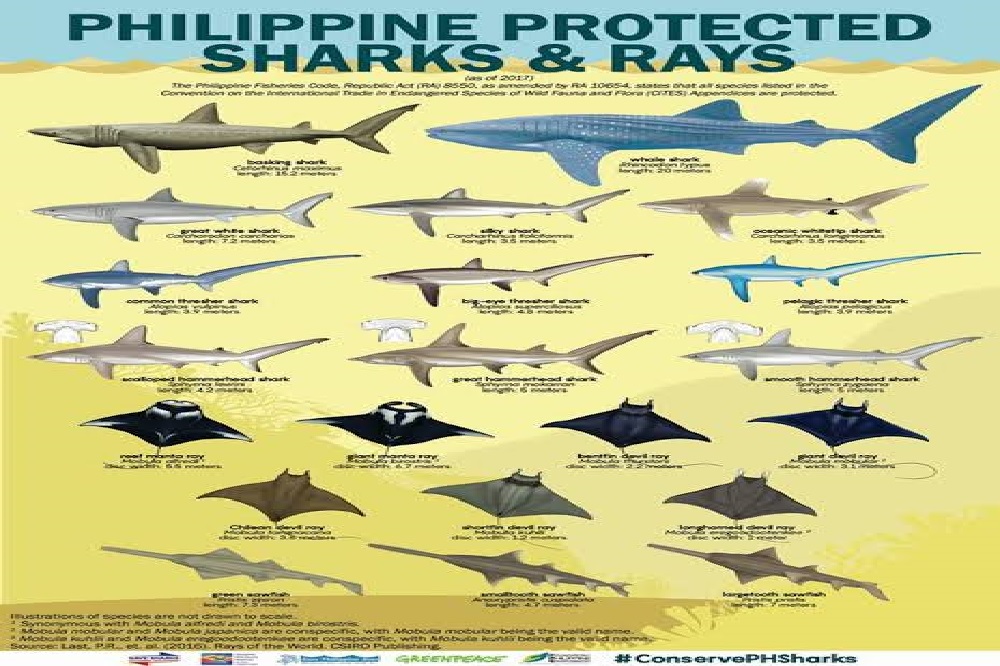 PHILIPPINE PROTECTED
SHARKS & RAYS
(as of 2017)
The Philippine Fisheries Code, Republic Act (RA) 8550, as amended by RA 10654, states that all species listed in the
Convention on the International Trade in Endangered Species of Wild Fauna and Flora (CITES) Appendices are protected.
basking shark
Cetorhinus maximus
length: 15.2 meters
whale shark
Rhincodon typus
length: 20 meters
great white shark
Carcharodon carcharias
length: 7.2 meters
silky shark
Carcharhinus falciformis
length: 3.5 meters
oceanic whitetip shark
Carcharhinus longimanus
length: 3.5 meters
common thresher shark
Alopias vulpinus
length: 3.9 meters
big-eye thresher shark
Alopias superciliosus
length: 4.8 meters
pelagic thresher shark
Alopias pelagicus
length: 3.9 meters
scalloped hammerhead shark
Sphyrna lewini
length: 4.2 meters
great hammerhead shark
Sphyrna mokarran
length: 6 meters
smooth hammerhead shark
Sphyrna zygaena
length: 5 meters
reef manta ray
Mobula alfredi
disc width: 5.5 meters
giant manta ray
Mobula birostris
disc width: 6.7 meters
bentfin devil ray
Mobula thurstoni
disc width: 2.2 meters
giant devil ray
Mobula mobular
disc width: 3.1 meters
Chilean devil ray
Mobula tarapacana
disc width: 3.8 meters
shortfin devil ray
Mobula kuhlii
disc width: 1.2 meters
longhorned devil ray
Mobula eregoodootenkee
disc width: 1 meter
green sawfish
Pristis zijsron
length: 7.3 meters
smalltooth sawfish
Anoxypristis cuspidata
length: 4.7 meters
largetooth sawfish
Pristis pristis
length: 7 meters
Illustrations of species are not drawn to scale.
Synonymous with Mobula alfredi and Mobula birostris.
Mobula mobular and Mobula japanica are conspecific, with Mobula mobular being the valid name.
Mobula kuhlii and Mobula eregoodootenkee are conspecific, with Mobula kuhlii being the valid name.
Source: Last, P.R., et. al. (2016). Rays of the World. CSIRO Publishing.
GREENPEACE
#ConservePHSharks